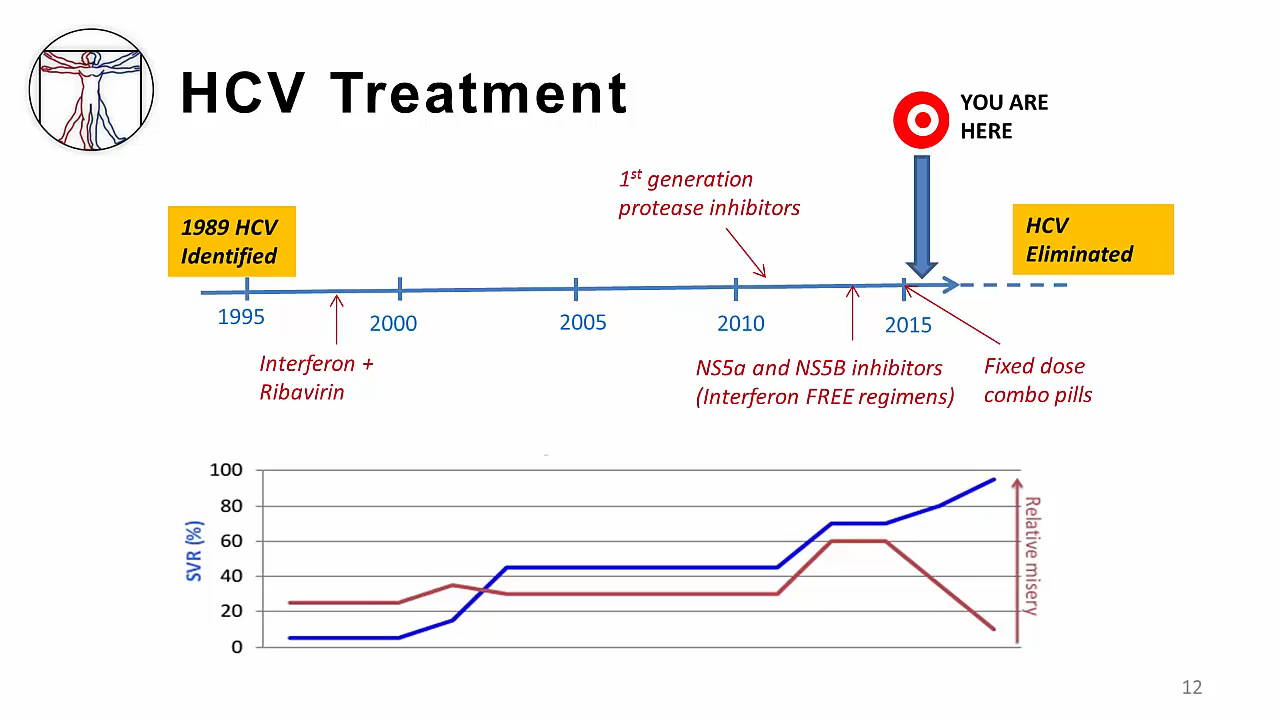 HCV Treatment
YOU ARE
HERE
1st generation
protease inhibitors
1989 HCV
Identified
HCV
Eliminated
1995
2000
2005
2010
2015
Interferon +
Ribavirin
NS5a and NS5B inhibitors
(Interferon FREE regimens)
Fixed dose
combo pills
100
80
60
40
20
0
SVR (%)
Relative misery
12